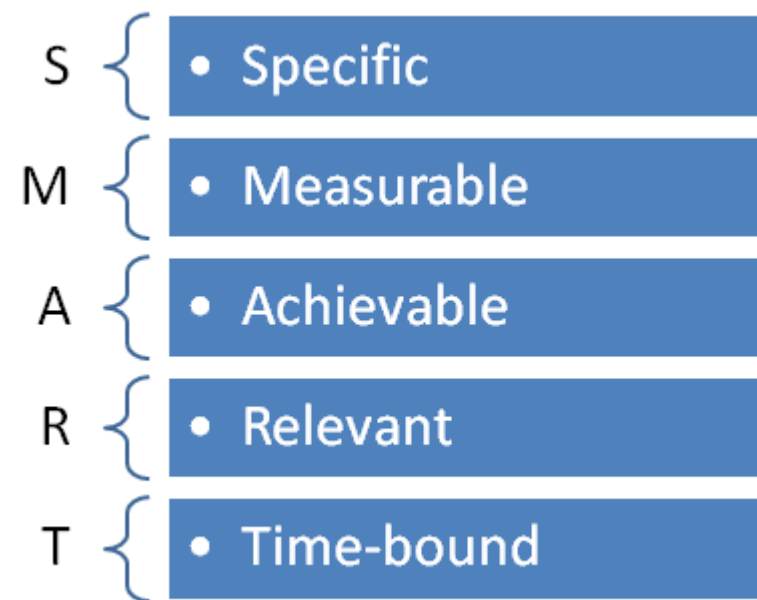 S • Specific
M • Measurable
A • Achievable
R • Relevant
T • Time-bound